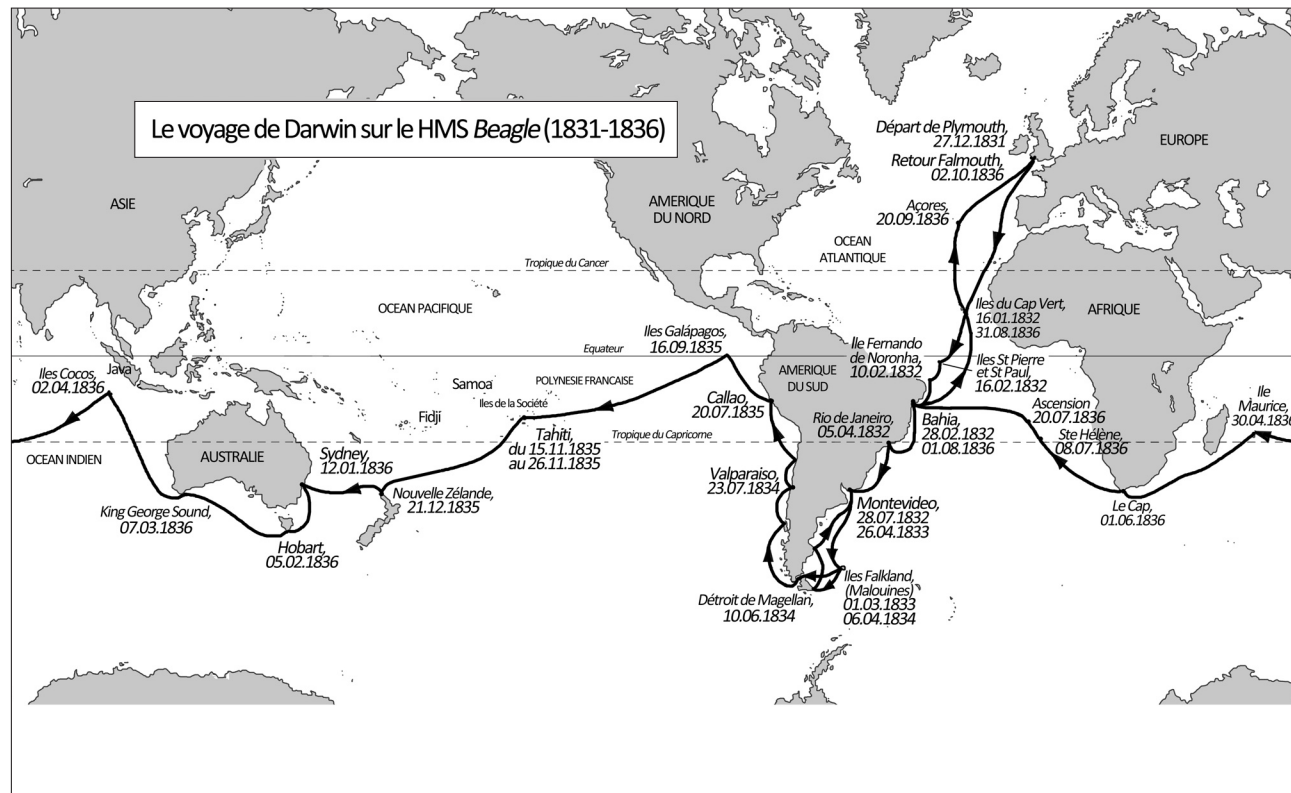 Le voyage de Darwin sur le HMS Beagle (1831-1836)
Départ de Plymouth,
27.12.1831
Retour Falmouth,
02.10.1836
EUROPE
ASIE
AMERIQUE
DU NORD
Açores,
20.09.1836
OCEAN
ATLANTIQUE
Tropique du Cancer
OCEAN PACIFIQUE
Iles du Cap Vert,
16.01.1832
31.08.1836
AFRIQUE
Iles Galápagos,
16.09.1835
Equateur
Ile Fernando
de Noronha,
10.02.1832
Iles St Pierre
et St Paul,
16.02.1832
Iles Cocos,
02.04.1836
Java
Samoa
POLYNESIE FRANCAISE
AMERIQUE
DU SUD
Callao,
20.07.1835
Iles de la Société
Fidji
Rio de Janeiro,
05.04.1832
Bahia,
28.02.1832
01.08.1836
Ascension
20.07.1836
Ile
Maurice,
30.04.1836
Ste Hélène,
08.07.1836
Tahiti,
du 15.11.1835
au 26.11.1835
Tropique du Capricorne
OCEAN INDIEN
AUSTRALIE
Sydney,
12.01.1836
Valparaiso,
23.07.1834
Nouvelle Zélande,
21.12.1835
King George Sound,
07.03.1836
Montevideo,
28.07.1832
26.04.1833
Le Cap,
01.06.1836
Hobart,
05.02.1836
Détroit de Magellan,
10.06.1834
Iles Falkland,
(Malouines)
01.03.1833
06.04.1834